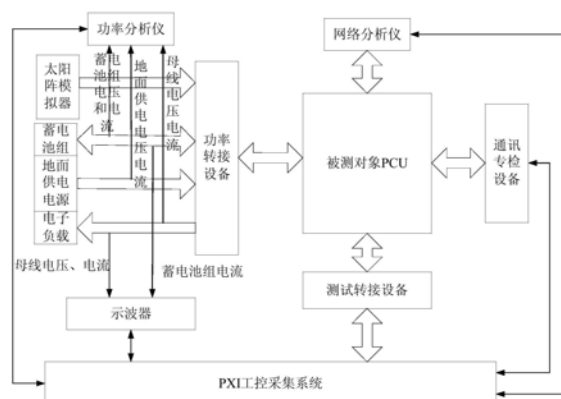 功率分析仪
网络分析仪
太阳
阵模
拟器
蓄电
池组
地面
供电
电源
电子
负载
蓄电
池组
电压
和电
流
地面供电电压电流
母线电压电流
功率
转接
设备
被测对象PCU
通讯
专检
设备
母线电压、电流
蓄电池组电流
测试转接设备
示波器
PXI工控采集系统